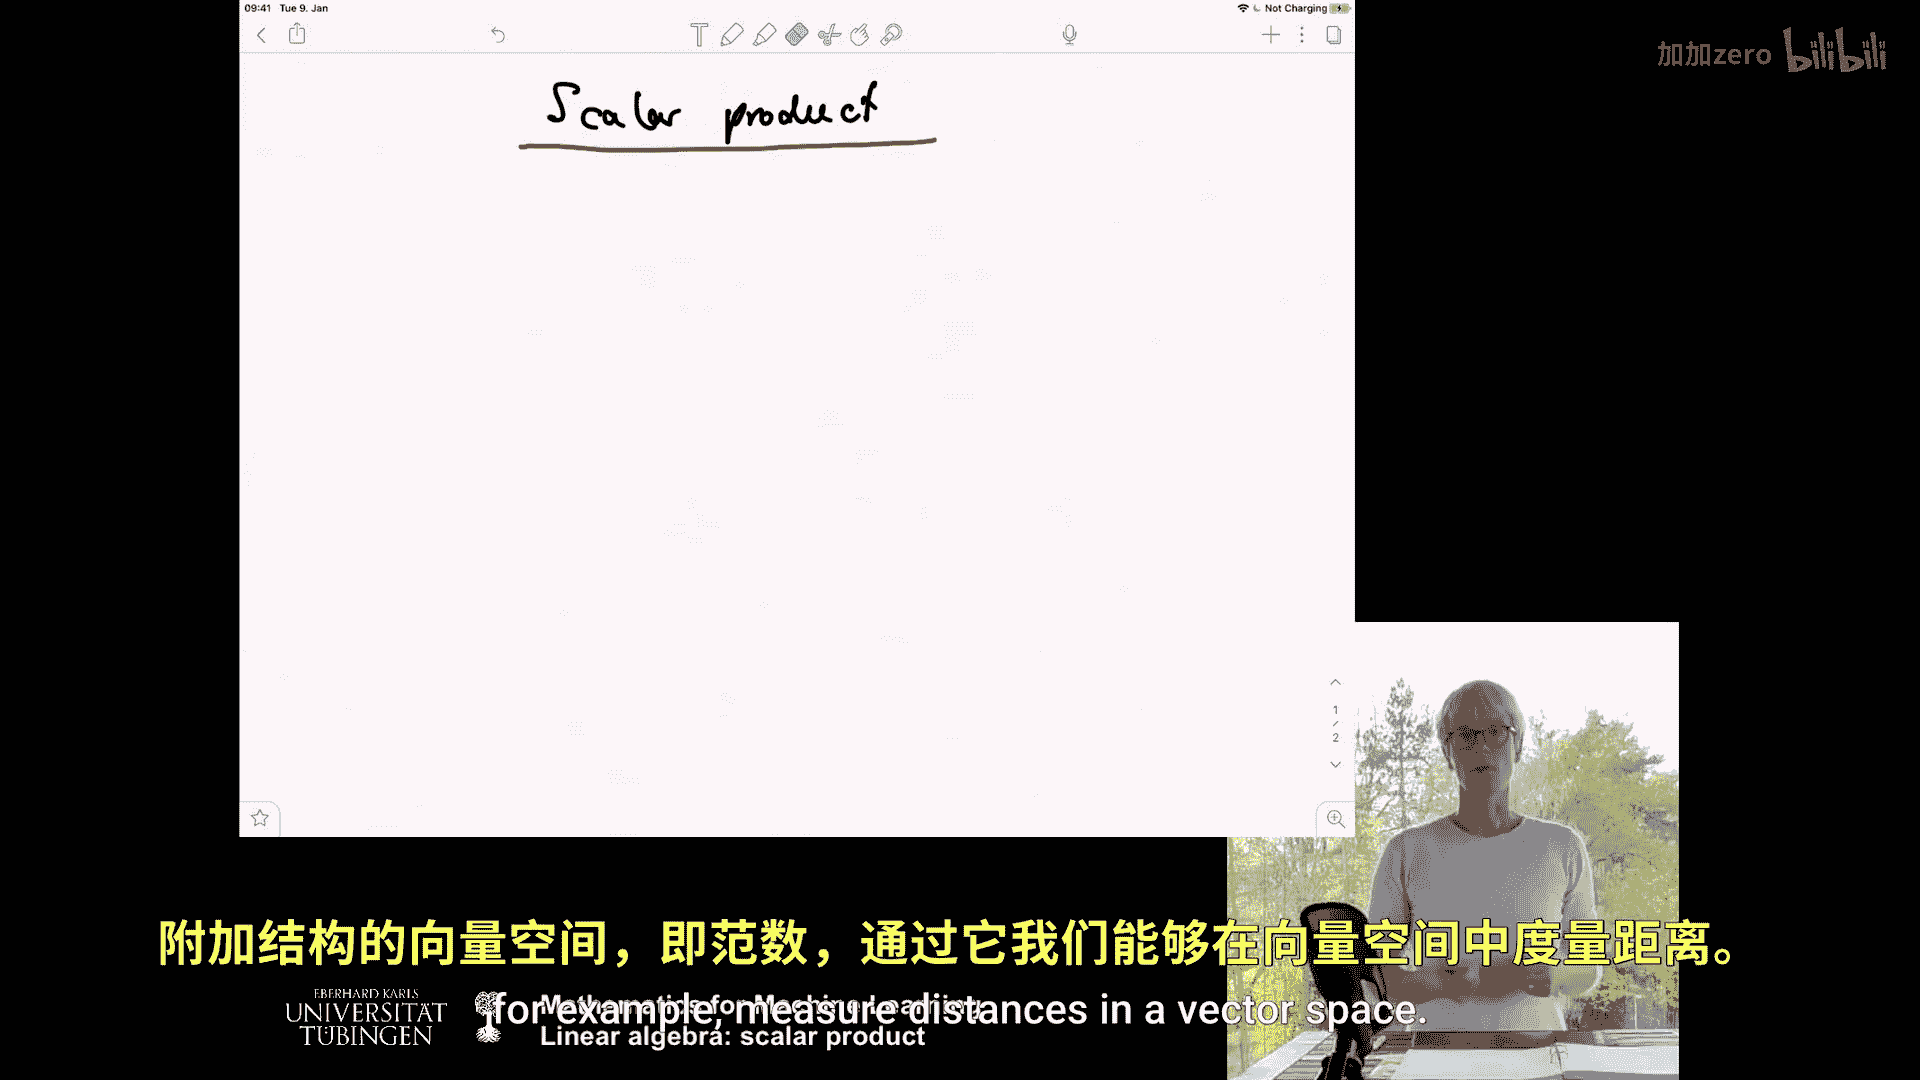 09:41 Tue 9. Jan
Not Charging
加加zero bilibili
Scalar product
1
2
附加结构的向量空间，即范数，通过它我们能够在向量空间中度量距离。
for example, measure distances in a vector space.
EBERHARD KARLS
UNIVERSITÄT
TÜBINGEN
Mathematics for Machine Learning
Linear algebra: scalar product